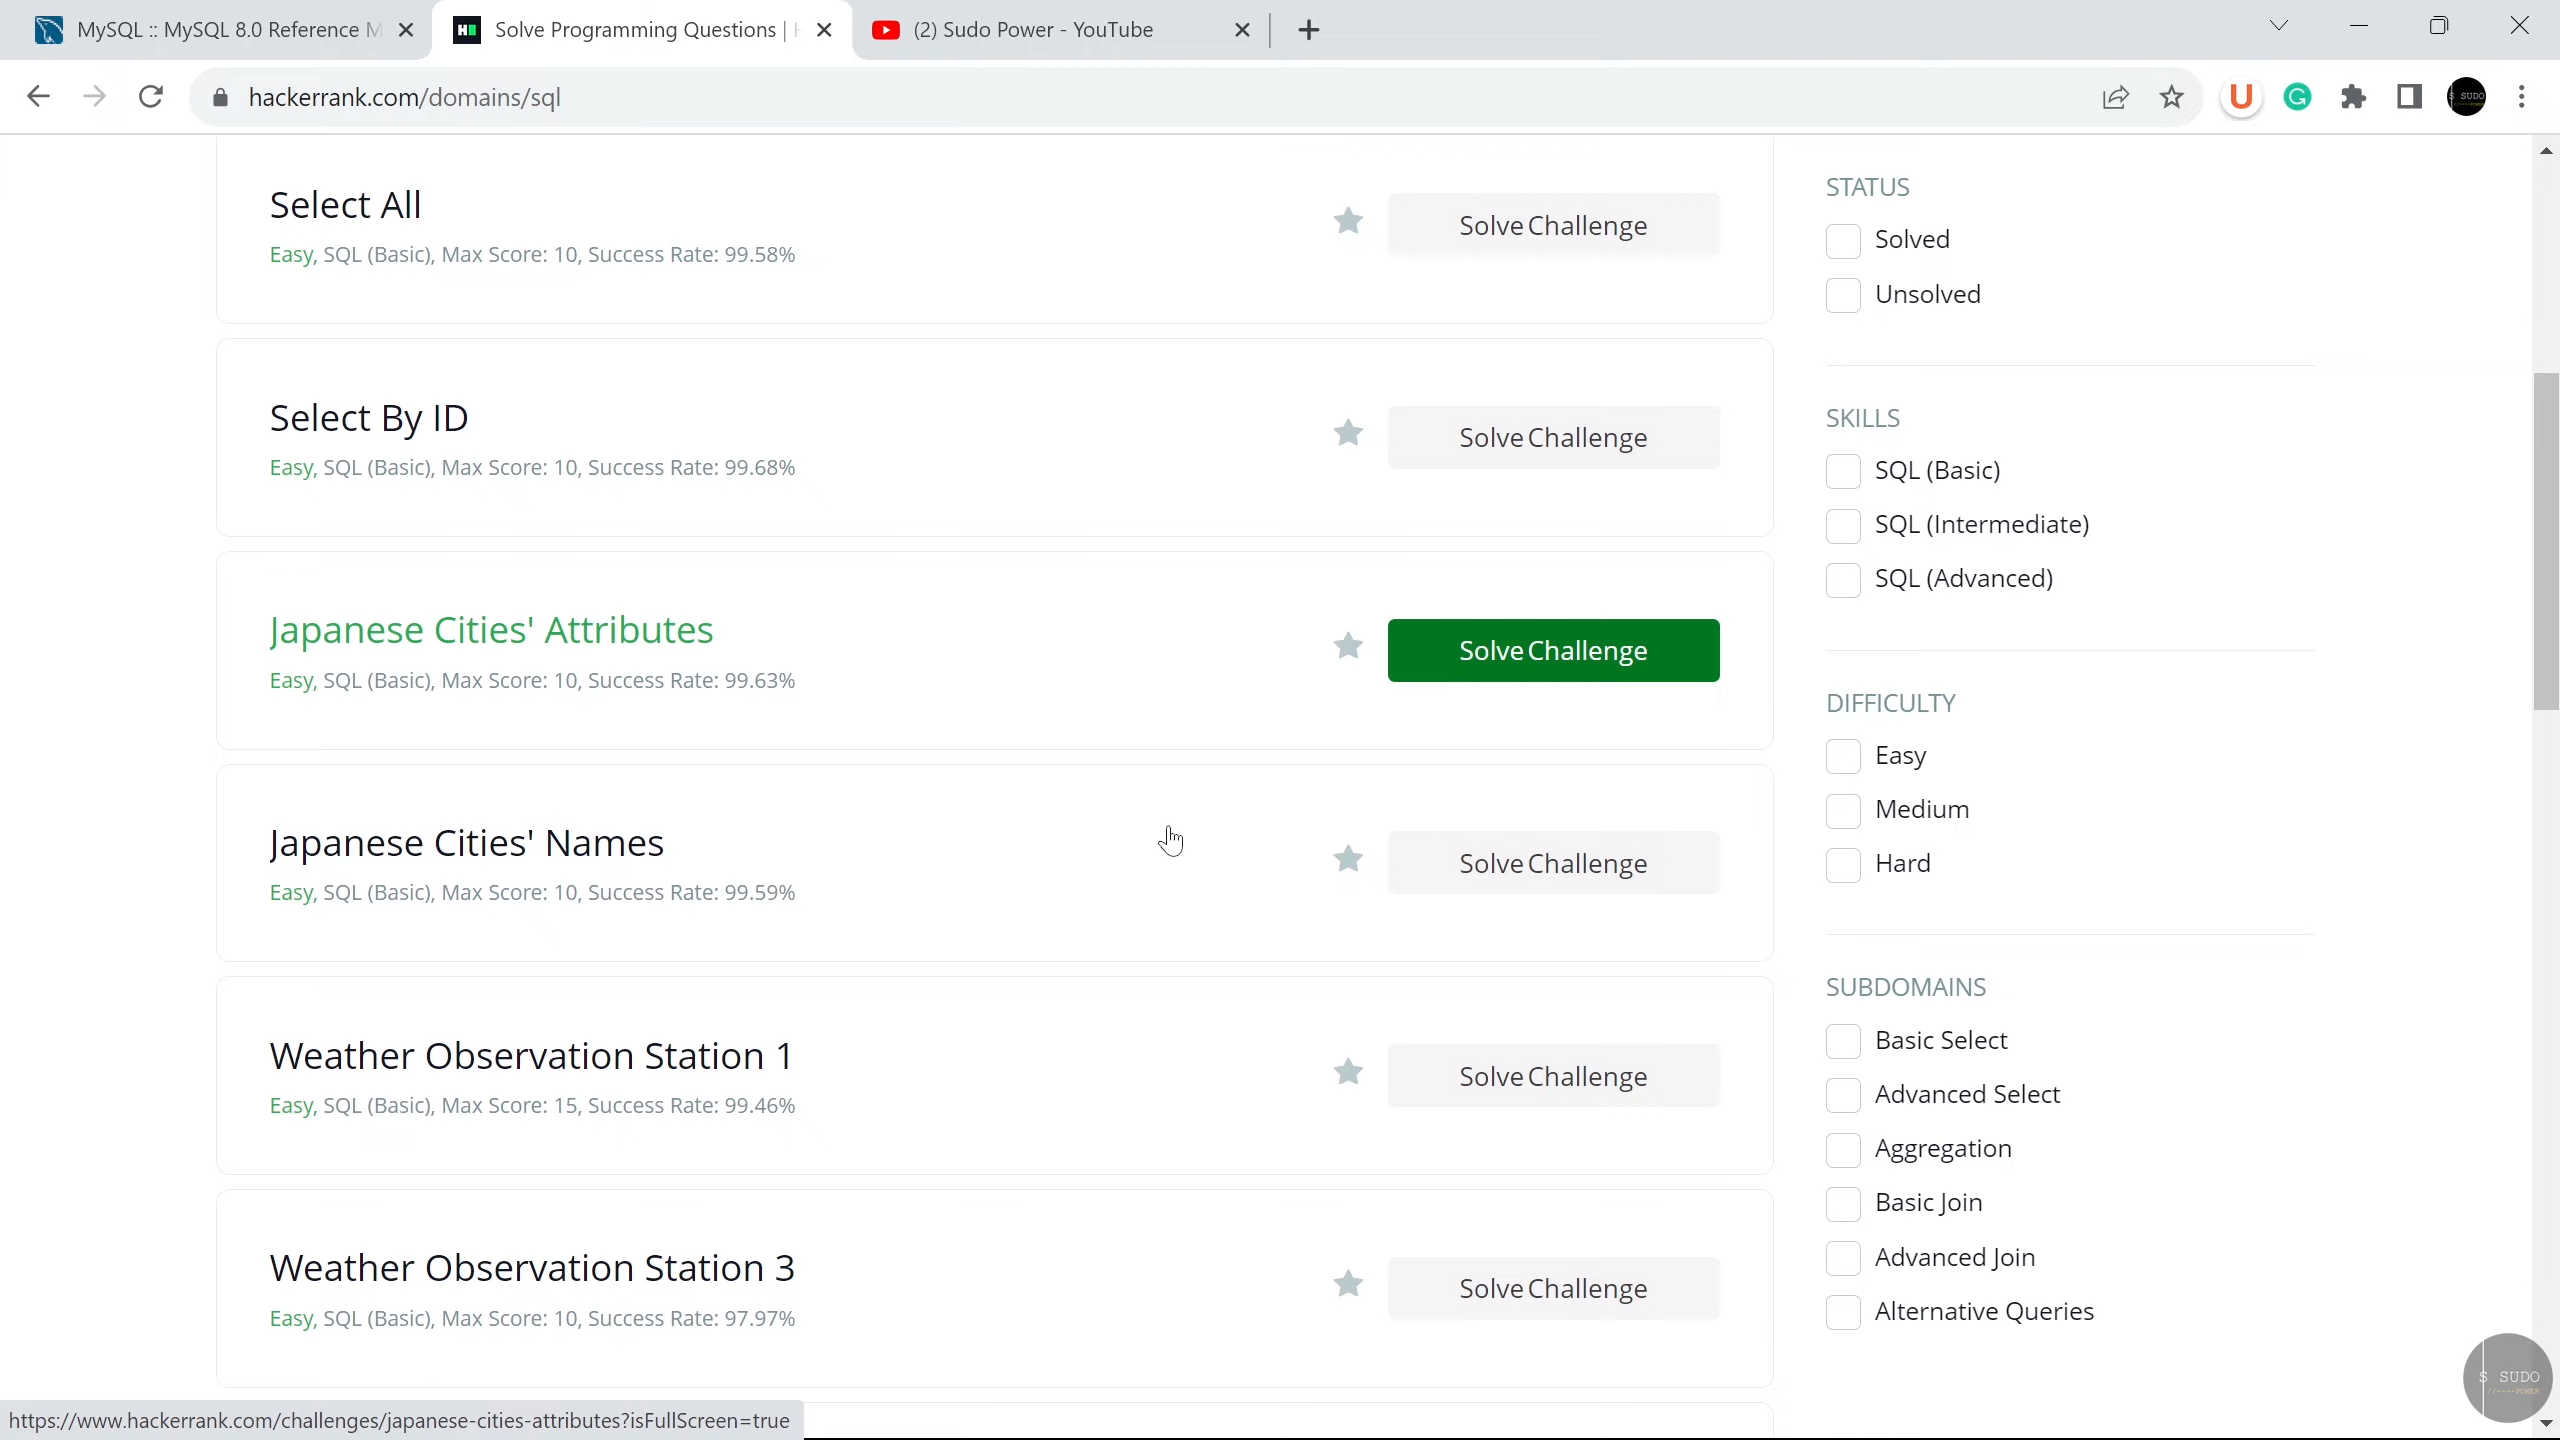 MySQL :: MySQL 8.0 Reference M
Solve Programming Questions | H
(2) Sudo Power - YouTube
hackerrank.com/domains/sql
Select All
Easy, SQL (Basic), Max Score: 10, Success Rate: 99.58%
Solve Challenge
Select By ID
Easy, SQL (Basic), Max Score: 10, Success Rate: 99.68%
Solve Challenge
Japanese Cities' Attributes
Easy, SQL (Basic), Max Score: 10, Success Rate: 99.63%
Solve Challenge
Japanese Cities' Names
Easy, SQL (Basic), Max Score: 10, Success Rate: 99.59%
Solve Challenge
Weather Observation Station 1
Easy, SQL (Basic), Max Score: 15, Success Rate: 99.46%
Solve Challenge
Weather Observation Station 3
Easy, SQL (Basic), Max Score: 10, Success Rate: 97.97%
Solve Challenge
STATUS
Solved
Unsolved
SKILLS
SQL (Basic)
SQL (Intermediate)
SQL (Advanced)
DIFFICULTY
Easy
Medium
Hard
SUBDOMAINS
Basic Select
Advanced Select
Aggregation
Basic Join
Advanced Join
Alternative Queries
$ SUDO
//----POWER
https://www.hackerrank.com/challenges/japanese-cities-attributes?isFullScreen=true